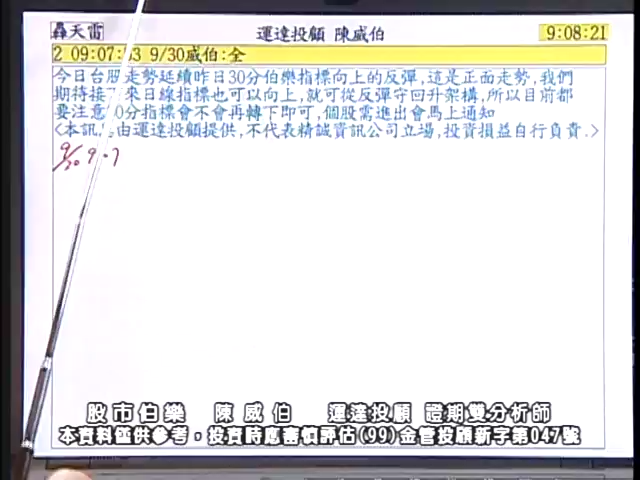 轟天雷 運達投顧 陳威伯 9:08:21
2 09:07: 3 9/30威伯:全
今日台股走勢延續昨日30分伯樂指標向上的反彈,這是正面走勢,我們
期待接 來日線指標也可以向上,就可從反彈守回升架構,所以目前都
要注意 0分指標會不會再轉下即可,個股需進出會馬上通知
<本訊 由運達投顧提供,不代表精誠資訊公司立場,投資損益自行負責.>
9/30 9.7
股市伯樂 陳威伯 運達投顧 證期雙分析師
本資料僅供參考,投資時應審慎評估(99)金管投顧新字第047號